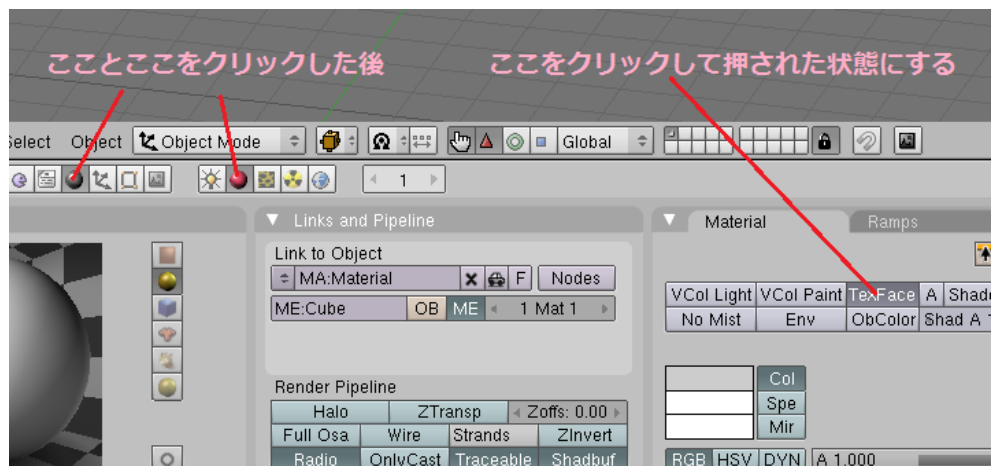 こことここをクリックした後
ここをクリックして押された状態にする
Select Object Object Mode Global
1
Links and Pipeline
Material Ramps
Link to Object
MA:Material F Nodes
ME:Cube OB ME 1 Mat 1
VCol Light VCol Paint TexFace A
No Mist Env ObColor Shad A
Render Pipeline
Halo ZTransp Zoffs: 0.00
Full Osa Wire Strands ZInvert
Radio OnlyCast Traceable Shadbuf
Col
Spe
Mir
RGB HSV DYN A 1.000